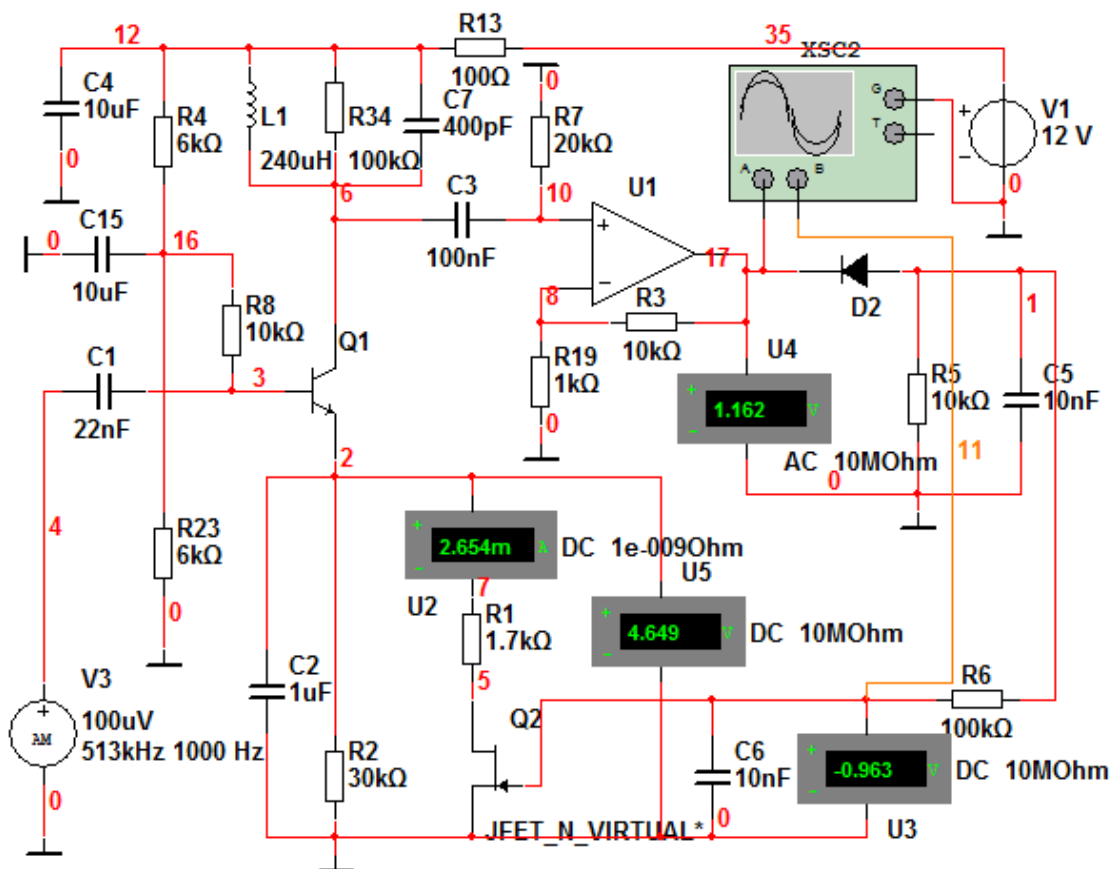 12
R13
35
XSC2
C4
10uF
0
R4
6kΩ
L1
240uH
R34
100kΩ
C7
400pF
100Ω
0
R7
20kΩ
G
T
A
B
+
−
V1
12 V
0
6
C3
100nF
10
U1
+
−
17
C15
0
16
10uF
8
R3
10kΩ
D2
1
R8
10kΩ
Q1
R19
1kΩ
0
U4
+
1.162
V
−
AC 10MOhm
R5
10kΩ
C5
10nF
C1
22nF
3
0
11
2
4
R23
6kΩ
0
+
2.654m
A
−
DC 1e-009Ohm
U2
7
U5
+
4.649
V
−
DC 10MOhm
R1
1.7kΩ
5
C2
1uF
V3
+
AM
100uV
513kHz 1000 Hz
0
R2
30kΩ
Q2
JFET_N_VIRTUAL*
C6
10nF
0
R6
100kΩ
+
-0.963
V
−
DC 10MOhm
U3